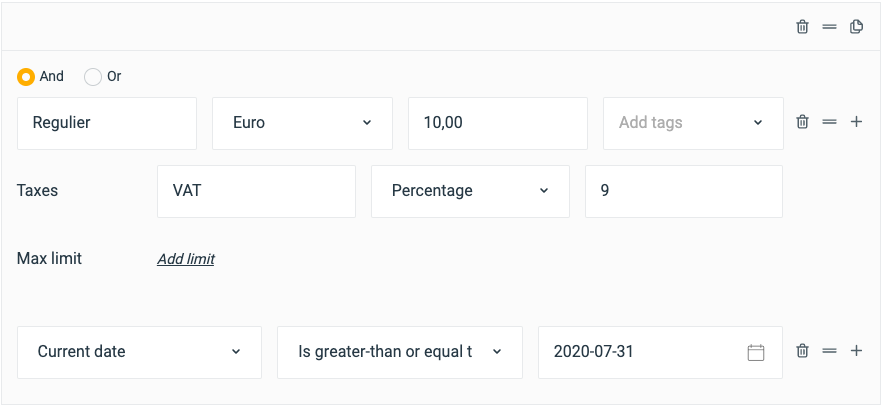 And Or
Regulier Euro 10,00 Add tags
Taxes VAT Percentage 9
Max limit Add limit
Current date Is greater-than or equal t 2020-07-31